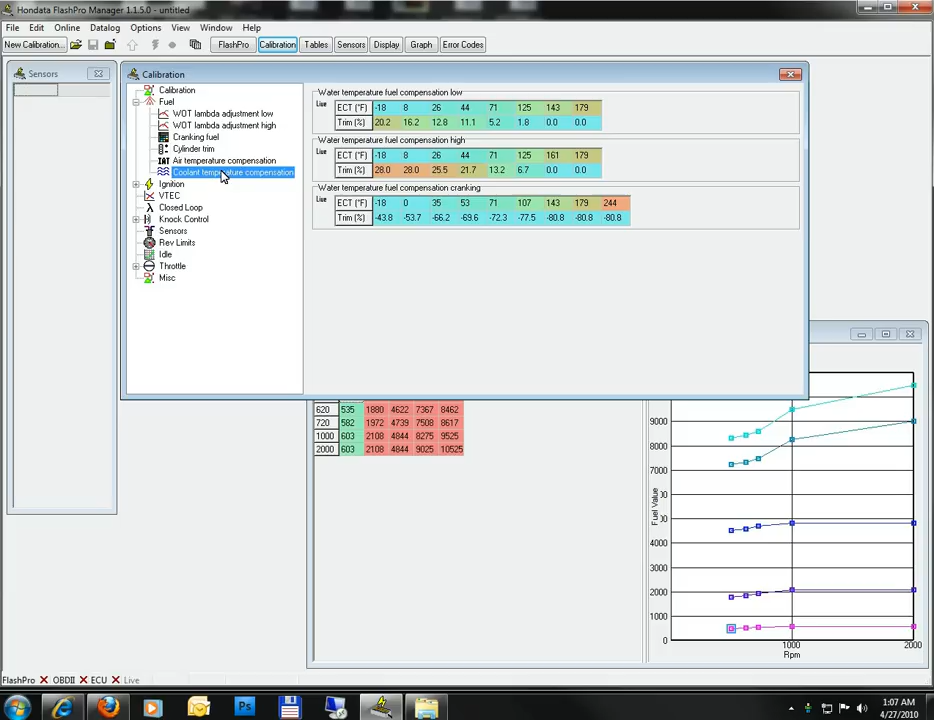 Hondata FlashPro Manager 1.1.5.0 - untitled
File Edit Online Datalog Options View Window Help
New Calibration... FlashPro Calibration Tables Sensors Display Graph Error Codes
Sensors
Calibration
Calibration
Fuel
WOT lambda adjustment low
WOT lambda adjustment high
Cranking fuel
Cylinder trim
IAT Air temperature compensation
Coolant temperature compensation
Ignition
VTEC
λ Closed Loop
Knock Control
Sensors
Rev Limits
Idle
Throttle
Misc
Water temperature fuel compensation low
Live
ECT (°F) -18 8 26 44 71 125 143 179
Trim (%) 20.2 16.2 12.8 11.1 5.2 1.8 0.0 0.0
Water temperature fuel compensation high
Live
ECT (°F) -18 8 26 44 71 125 161 179
Trim (%) 28.0 28.0 25.5 21.7 13.2 6.7 0.0 0.0
Water temperature fuel compensation cranking
Live
ECT (°F) -18 0 35 53 71 107 143 179 244
Trim (%) -43.8 -53.7 -66.2 -69.6 -72.3 -77.5 -80.8 -80.8 -80.8
620 535 1880 4622 7367 8462
720 582 1972 4739 7508 8617
1000 603 2108 4844 8275 9525
2000 603 2108 4844 9025 10525
9000
8000
7000
4000
2000
1000
0
Fuel Value
1000 2000
Rpm
FlashPro OBDII ECU Live
Ps
1:07 AM
4/27/2010